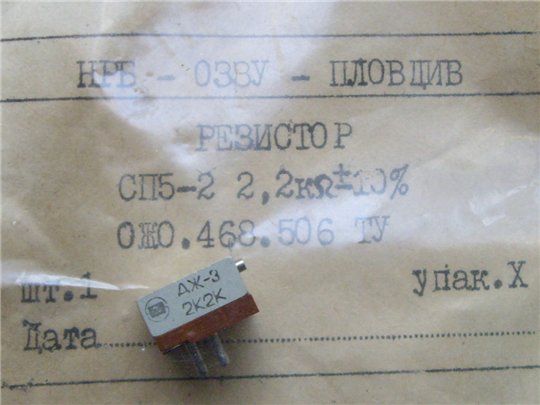 НРБ - ОЗВУ - ПЛОВДИВ
РЕЗИСТОР
СП5-2 2,2кΩ±10%
ОЖО.468.506 ТУ
шт.1 упак.Х
Дата
ДЖ-3
2К2К